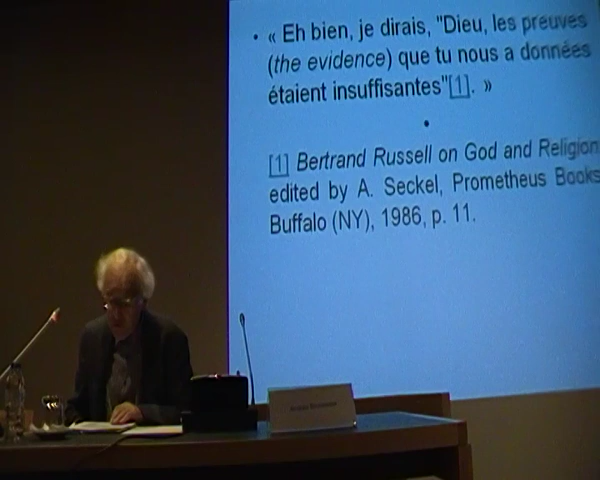 • « Eh bien, je dirais, "Dieu, les preuves
(the evidence) que tu nous a données
étaient insuffisantes"[1]. »
•
[1] Bertrand Russell on God and Religion
edited by A. Seckel, Prometheus Books
Buffalo (NY), 1986, p. 11.